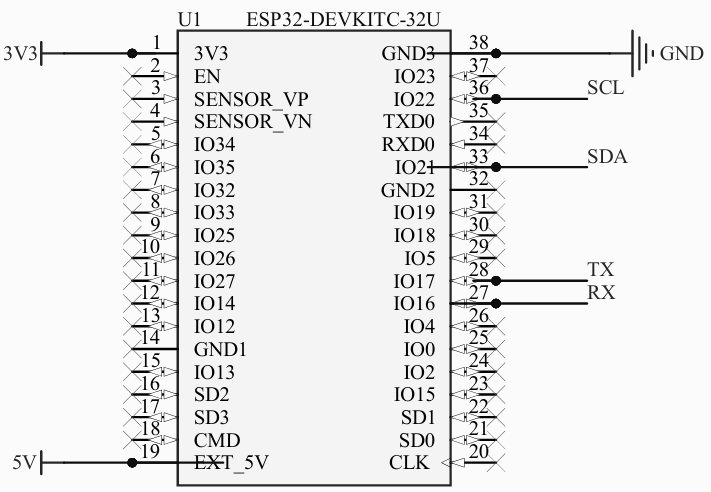 U1 ESP32-DEVKITC-32U
3V3 1 3V3 GND3 38 GND
2 EN IO23 37
3 SENSOR_VP IO22 36 SCL
4 SENSOR_VN TXD0 35
5 IO34 RXD0 34
6 IO35 IO21 33 SDA
7 IO32 GND2 32
8 IO33 IO19 31
9 IO25 IO18 30
10 IO26 IO5 29
11 IO27 IO17 28 TX
12 IO14 IO16 27 RX
13 IO12 IO4 26
14 GND1 IO0 25
15 IO13 IO2 24
16 SD2 IO15 23
17 SD3 SD1 22
18 CMD SD0 21
5V 19 EXT_5V CLK 20